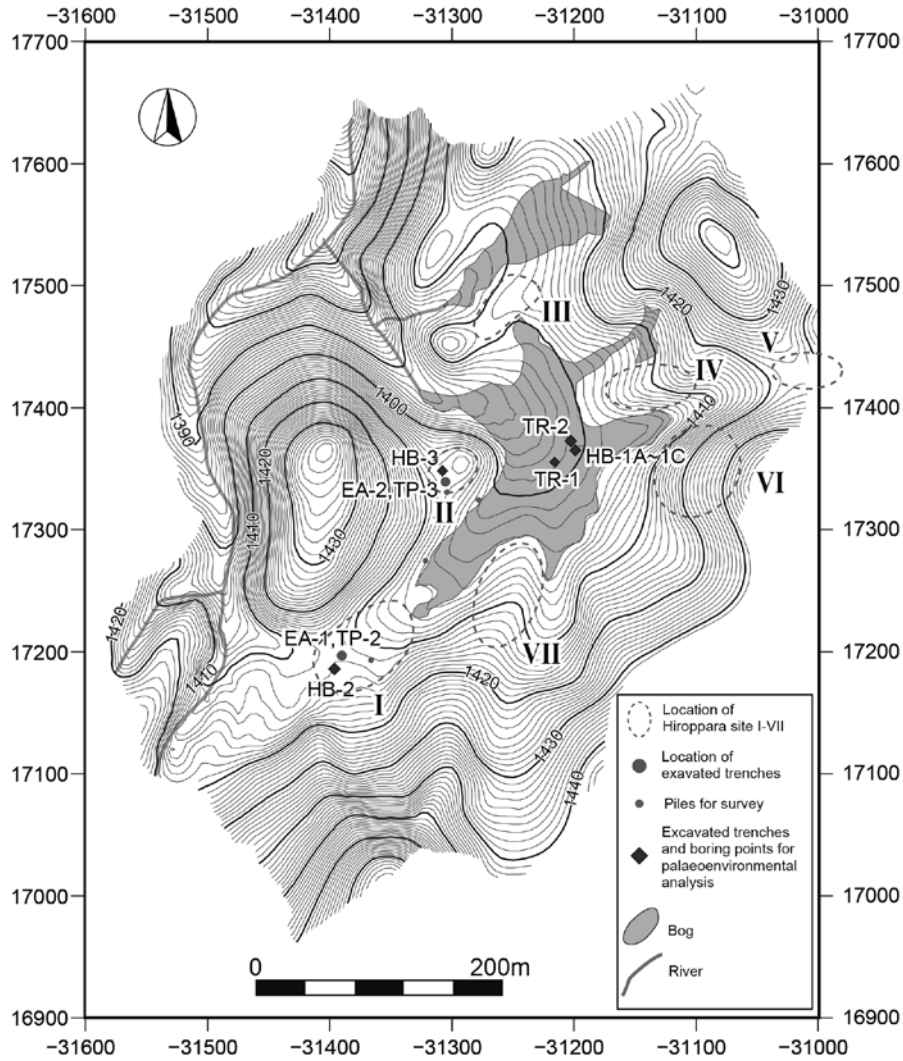 −31600 −31500 −31400 −31300 −31200 −31100 −31000
17700 17700
17600 17600
17500 17500
17400 17400
17300 17300
17200 17200
17100 17100
17000 17000
16900 16900
1420
1430
III
V
IV
1400
1390
1410
TR-2
HB-1A~1C
TR-1
VI
1420
HB-3
EA-2,TP-3
II
1410
1430
1420
1410
EA-1,TP-2
HB-2
I
VII
1420
1430
1440
Location of
Hiroppara site I-VII
Location of
exavated trenches
Piles for survey
Excavated trenches
and boring points for
palaeoenvironmental
analysis
Bog
River
0 200m
−31600 −31500 −31400 −31300 −31200 −31100 −31000